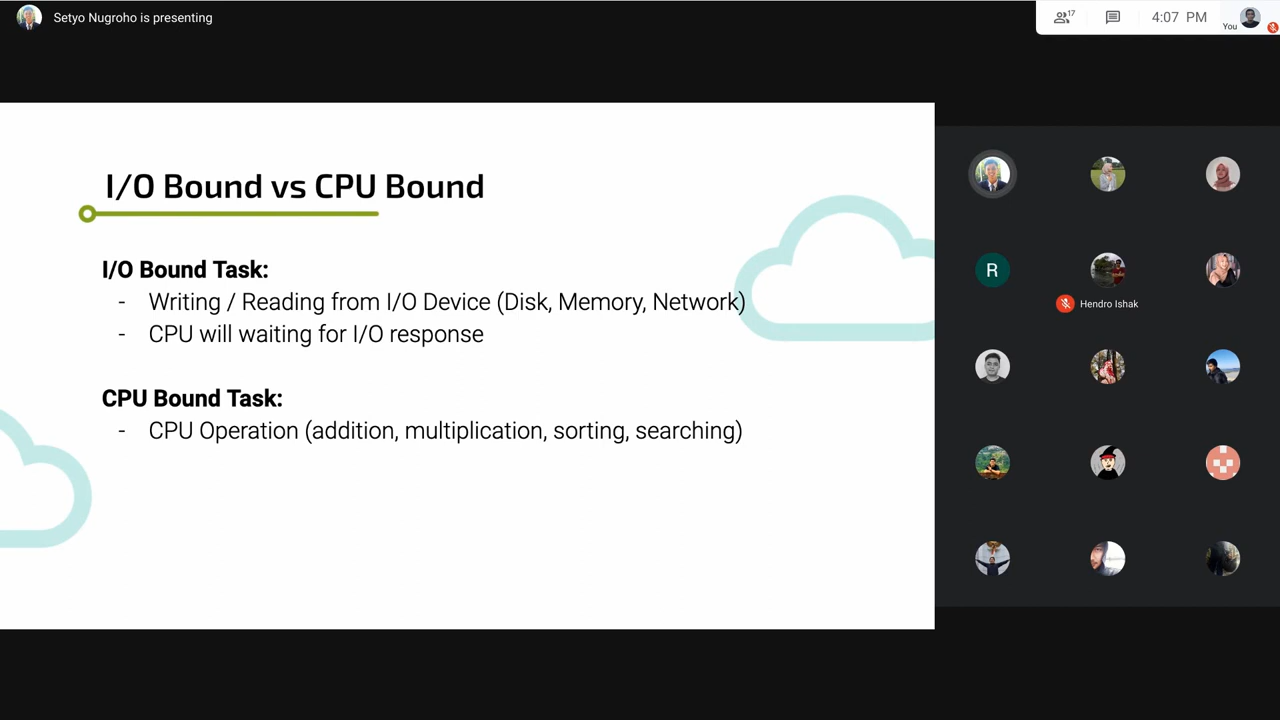 Setyo Nugroho is presenting
17
4:07 PM
You
I/O Bound vs CPU Bound
I/O Bound Task:
- Writing / Reading from I/O Device (Disk, Memory, Network)
- CPU will waiting for I/O response
CPU Bound Task:
- CPU Operation (addition, multiplication, sorting, searching)
R
Hendro Ishak